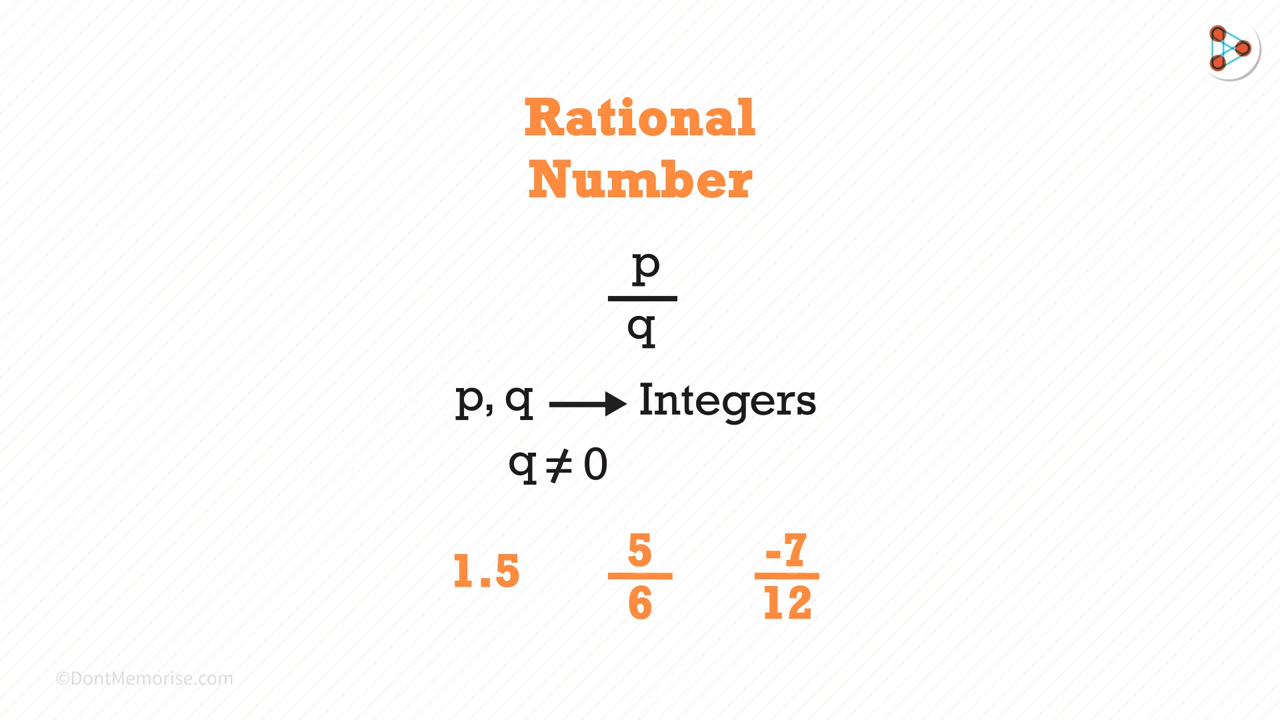 Rational
Number
p
q
p, q ⟶ Integers
q ≠ 0
1.5
5
6
-7
12
©DontMemorise.com